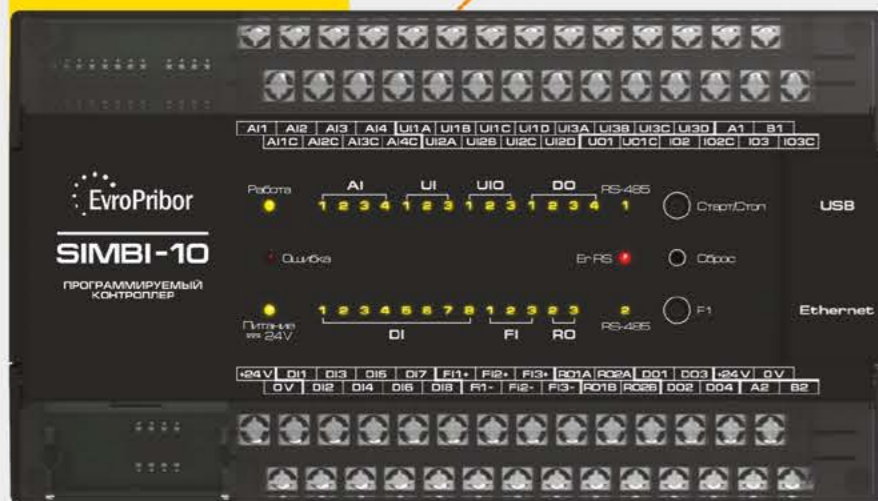 AI1 AI2 AI3 AI4 UI1A UI1B UI1C UI1D UI3A UI3B UI3C UI3D A1 B1
AI1C AI2C AI3C AI4C UI2A UI2B UI2C UI2D UO1 UO1C IO2 IO2C IO3 IO3C
EvroPribor
SIMBI-10
ПРОГРАММИРУЕМЫЙ
КОНТРОЛЛЕР
Работа AI UI UIO DO RS-485
1 2 3 4 1 2 3 1 2 3 1 2 3 4 1 Старт/Стоп USB
Ошибка Er RS Сброс
1 2 3 4 5 6 7 8 1 2 3 2 3 2 F1 Ethernet
Питание
24V DI FI RO RS-485
+24V DI1 DI3 DI5 DI7 FI1+ FI2+ FI3+ RO1A RO2A DO1 DO3 +24V 0V
0V DI2 DI4 DI6 DI8 FI1- FI2- FI3- RO1B RO2B DO2 DO4 A2 B2